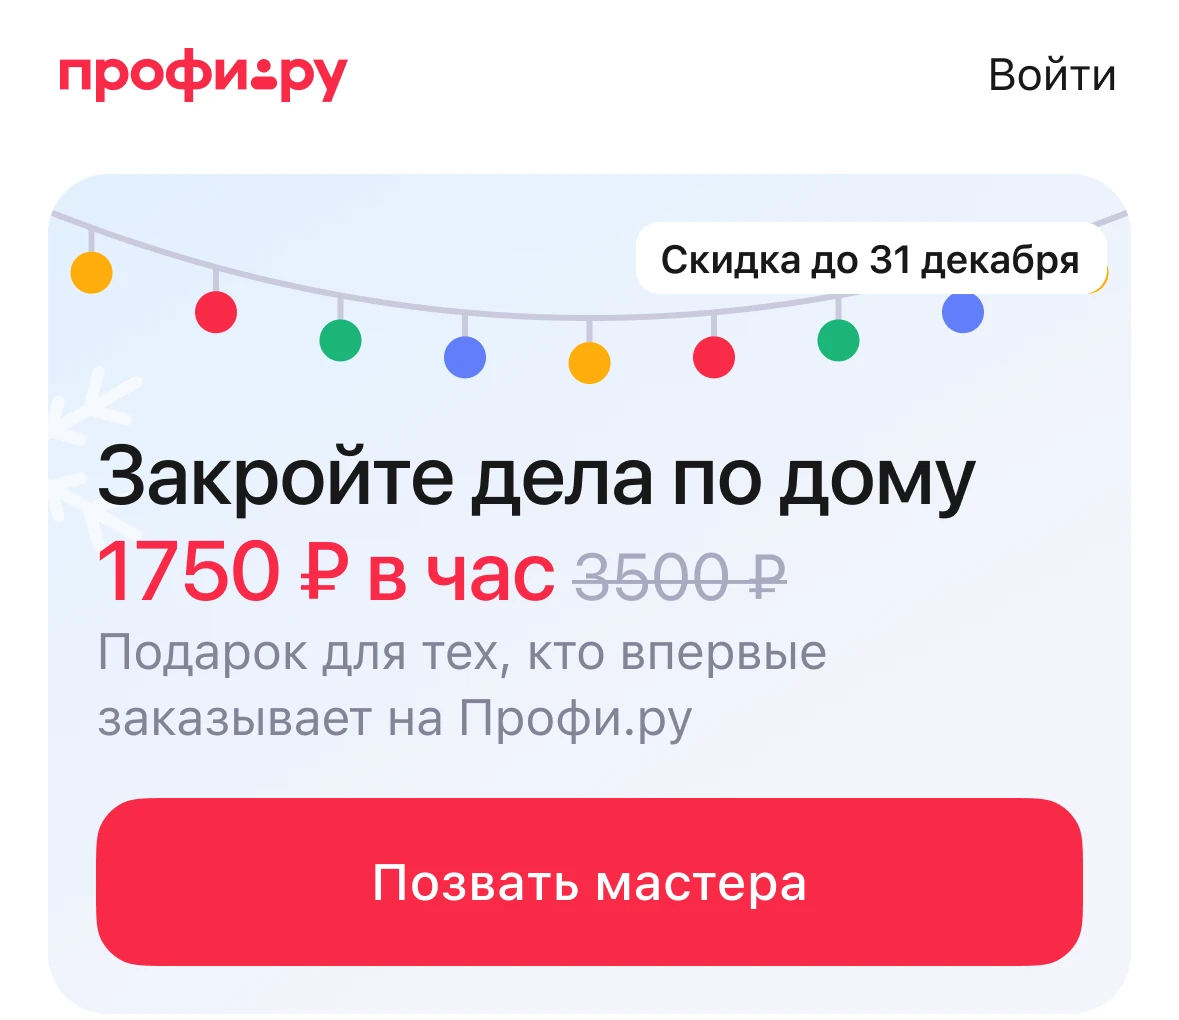 профи.ру
Войти
Скидка до 31 декабря
Закройте дела по дому
1750 ₽ в час 3500 ₽
Подарок для тех, кто впервые
заказывает на Профи.ру
Позвать мастера